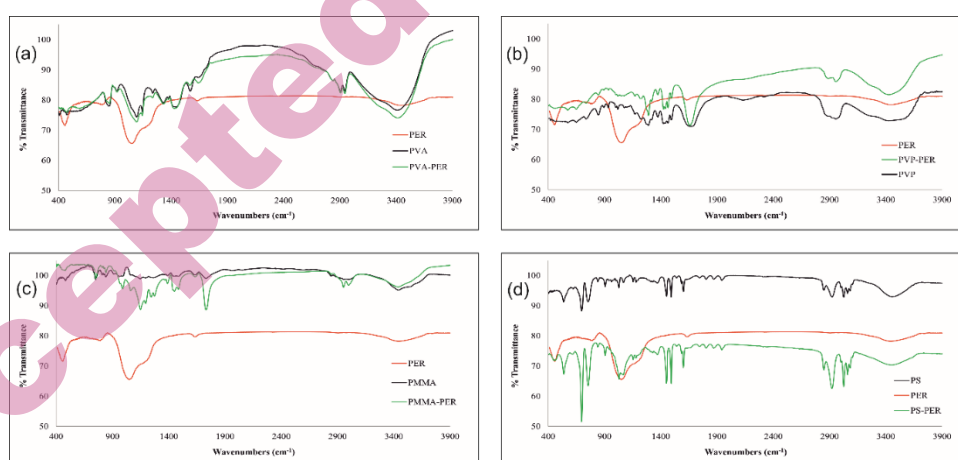 (a)
% Transmittance
100
90
80
70
60
50
400 900 1400 1900 2400 2900 3400 3900
Wavenumbers (cm-1)
PER
PVA
PVA-PER
(b)
% Transmittance
100
90
80
70
60
50
400 900 1400 1900 2400 2900 3400 3900
Wavenumbers (cm-1)
PER
PVP-PER
PVP
(c)
% Transmittance
100
90
80
70
60
50
400 900 1400 1900 2400 2900 3400 3900
Wavenumbers (cm-1)
PER
PMMA
PMMA-PER
(d)
% Transmittance
100
90
80
70
60
50
400 900 1400 1900 2400 2900 3400 3900
Wavenumbers (cm-1)
PS
PER
PS-PER
cepted